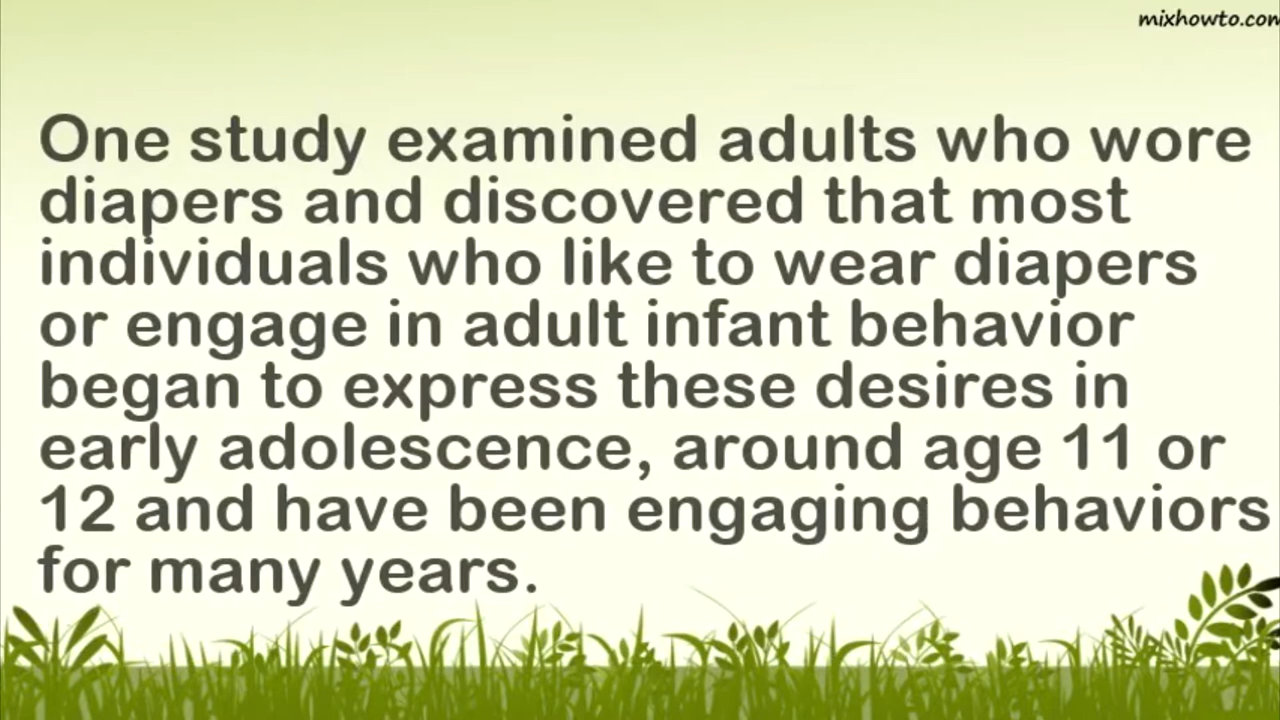 mixhowto.com
One study examined adults who wore
diapers and discovered that most
individuals who like to wear diapers
or engage in adult infant behavior
began to express these desires in
early adolescence, around age 11 or
12 and have been engaging behaviors
for many years.